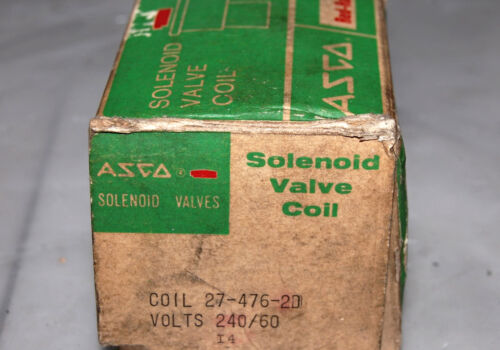 SOLENOID
VALVE
COIL
ASCO
ASCO
SOLENOID VALVES
Solenoid
Valve
Coil
COIL 27-476-2D
VOLTS 240/60
I4